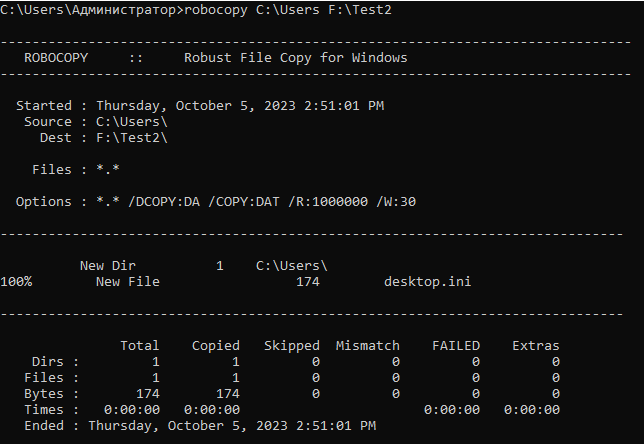 C:\Users\Администратор>robocopy C:\Users F:\Test2
-------------------------------------------------------------------------------
   ROBOCOPY     ::     Robust File Copy for Windows
-------------------------------------------------------------------------------
  Started : Thursday, October 5, 2023 2:51:01 PM
   Source : C:\Users\
     Dest : F:\Test2\
    Files : *.*
  Options : *.* /DCOPY:DA /COPY:DAT /R:1000000 /W:30
------------------------------------------------------------------------------
          New Dir          1    C:\Users\
100%        New File                 174        desktop.ini
------------------------------------------------------------------------------
               Total    Copied   Skipped  Mismatch    FAILED    Extras
    Dirs :         1         1         0         0         0         0
   Files :         1         1         0         0         0         0
   Bytes :       174       174         0         0         0         0
   Times :   0:00:00   0:00:00                       0:00:00   0:00:00
   Ended : Thursday, October 5, 2023 2:51:01 PM